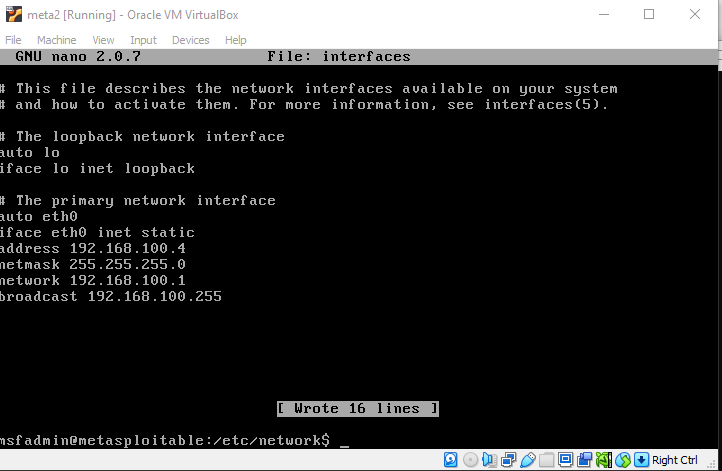 meta2 [Running] - Oracle VM VirtualBox
File Machine View Input Devices Help
GNU nano 2.0.7 File: interfaces
# This file describes the network interfaces available on your system
# and how to activate them. For more information, see interfaces(5).
# The loopback network interface
auto lo
iface lo inet loopback
# The primary network interface
auto eth0
iface eth0 inet static
address 192.168.100.4
netmask 255.255.255.0
network 192.168.100.1
broadcast 192.168.100.255
[ Wrote 16 lines ]
msfadmin@metasploitable:/etc/network$ _
Right Ctrl